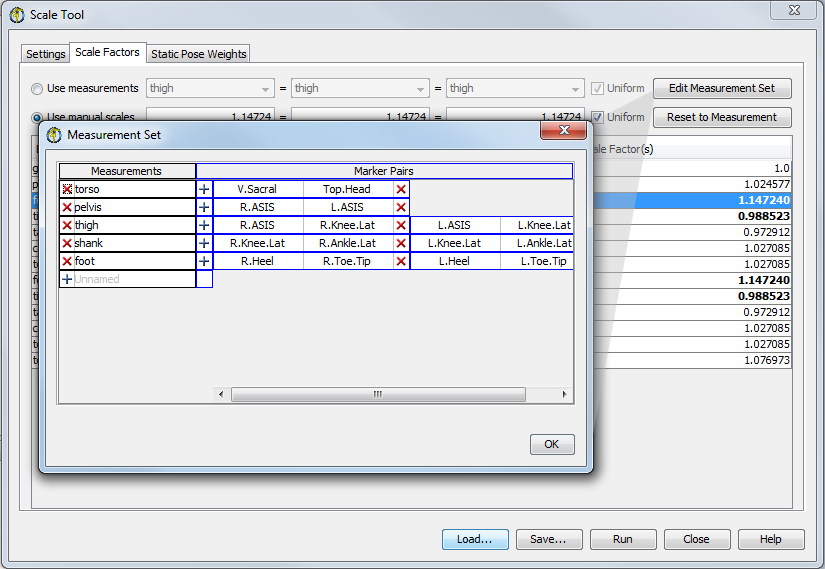 Scale Tool
Settings Scale Factors Static Pose Weights
Use measurements thigh = thigh = thigh Uniform Edit Measurement Set
Use manual scales 1.14724 = 1.14724 = 1.14724 Uniform Reset to Measurement
Measurement Set
Factor(s)
Measurements Marker Pairs
1.0
torso V.Sacral Top.Head
1.024577
pelvis R.ASIS L.ASIS
1.147240
0.988523
thigh R.ASIS R.Knee.Lat L.ASIS L.Knee.Lat
0.972912
shank R.Knee.Lat R.Ankle.Lat L.Knee.Lat L.Ankle.Lat
1.027085
foot R.Heel R.Toe.Tip L.Heel L.Toe.Tip
1.027085
Unnamed
1.147240
0.988523
0.972912
1.027085
1.027085
1.076973
OK
Load... Save... Run Close Help